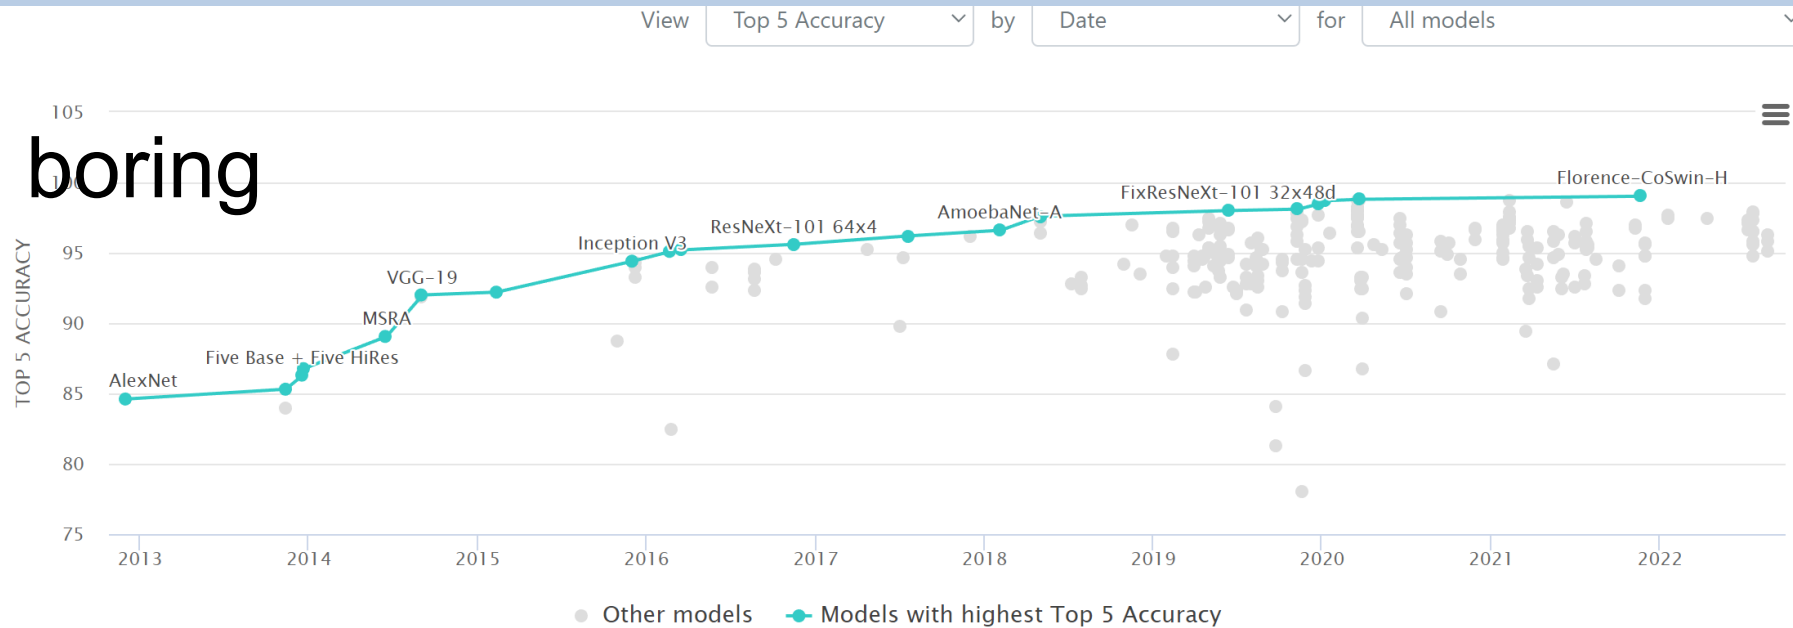 View Top 5 Accuracy by Date for All models
105
boring
100
95
90
85
80
75
TOP 5 ACCURACY
AlexNet
Five Base + Five HiRes
MSRA
VGG-19
Inception V3
ResNeXt-101 64x4
AmoebaNet-A
FixResNeXt-101 32x48d
Florence-CoSwin-H
2013 2014 2015 2016 2017 2018 2019 2020 2021 2022
Other models Models with highest Top 5 Accuracy